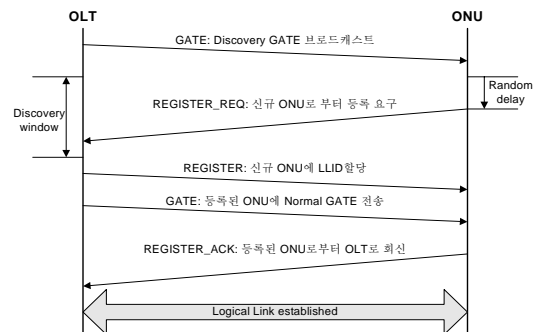 OLT
ONU
GATE: Discovery GATE 브로드캐스트
Random
delay
REGISTER_REQ: 신규 ONU로 부터 등록 요구
Discovery
window
REGISTER: 신규 ONU에 LLID할당
GATE: 등록된 ONU에 Normal GATE 전송
REGISTER_ACK: 등록된 ONU로부터 OLT로 회신
Logical Link established